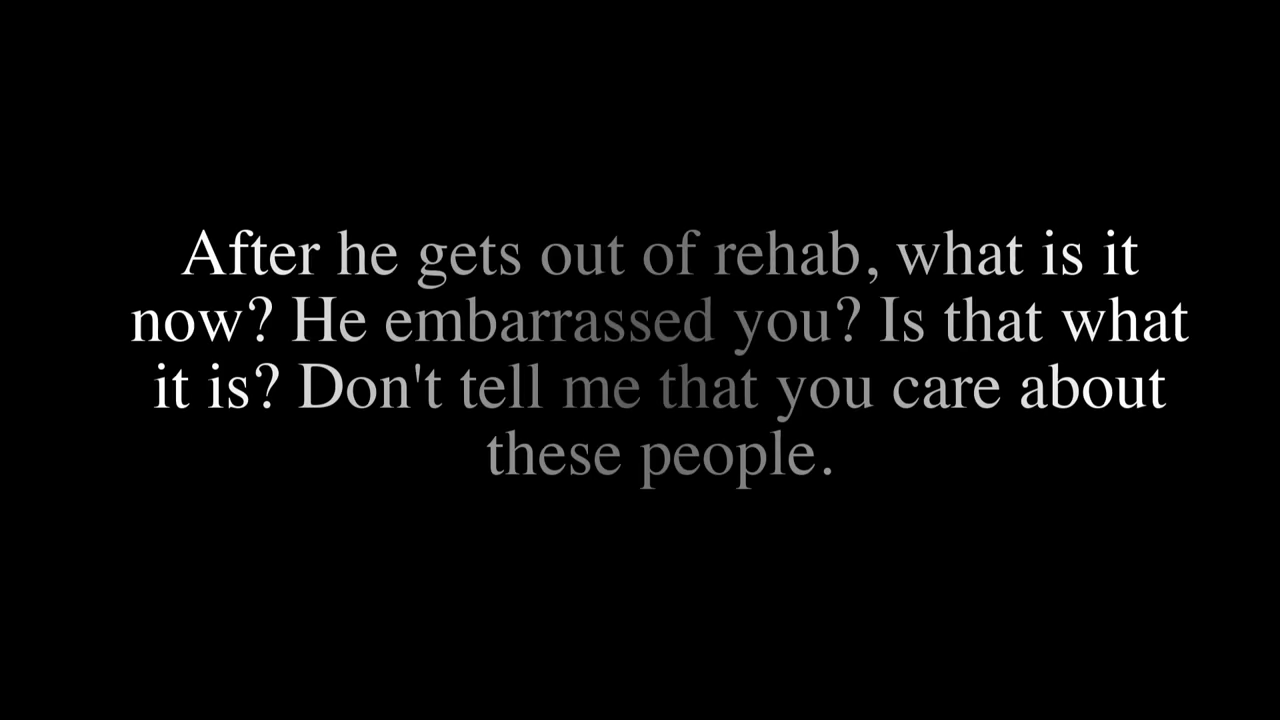 After he gets out of rehab, what is it
now? He embarrassed you? Is that what
it is? Don't tell me that you care about
these people.